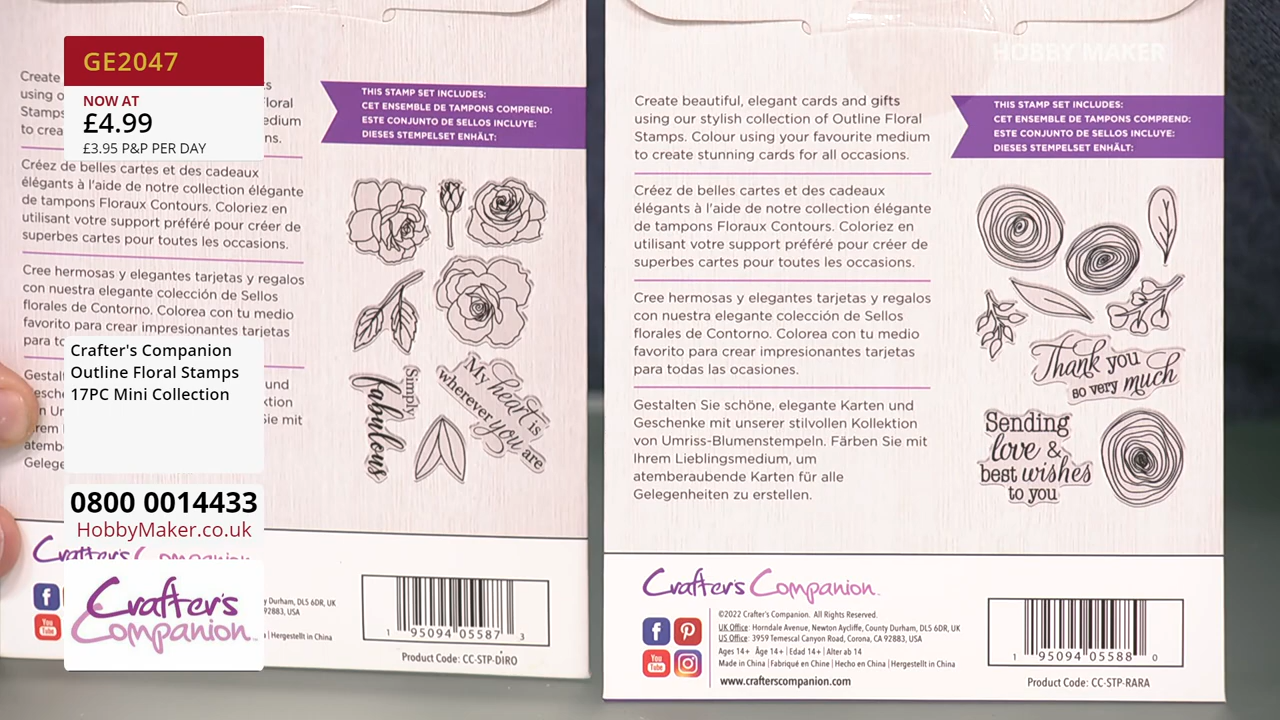 GE2047
NOW AT
£4.99
£3.95 P&P PER DAY
Crafter's Companion
Outline Floral Stamps
17PC Mini Collection
0800 0014433
HobbyMaker.co.uk
Crafter's
Companion
Create
using o
Stamps
to crea
Créez de belles cartes et des cadeaux
élégants à l'aide de notre collection élégante
de tampons Floraux Contours. Coloriez en
utilisant votre support préféré pour créer de
superbes cartes pour toutes les occasions.
Cree hermosas y elegantes tarjetas y regalos
con nuestra elegante colección de Sellos
florales de Contorno. Colorea con tu medio
favorito para crear impresionantes tarjetas
THIS STAMP SET INCLUDES:
CET ENSEMBLE DE TAMPONS COMPREND:
ESTE CONJUNTO DE SELLOS INCLUYE:
DIESES STEMPELSET ENHÄLT:
Simply
fabulous
My heart is
wherever you are
y Durham, DL5 6DR, UK
92883, USA
Hergestellt in China
1 95094 05587 3
Product Code: CC-STP-DIRO
HOBBY MAKER
Create beautiful, elegant cards and gifts
using our stylish collection of Outline Floral
Stamps. Colour using your favourite medium
to create stunning cards for all occasions.
Créez de belles cartes et des cadeaux
élégants à l'aide de notre collection élégante
de tampons Floraux Contours. Coloriez en
utilisant votre support préféré pour créer de
superbes cartes pour toutes les occasions.
Cree hermosas y elegantes tarjetas y regalos
con nuestra elegante colección de Sellos
florales de Contorno. Colorea con tu medio
favorito para crear impresionantes tarjetas
para todas las ocasiones.
Gestalten Sie schöne, elegante Karten und
Geschenke mit unserer stilvollen Kollektion
von Umriss-Blumenstempeln. Färben Sie mit
Ihrem Lieblingsmedium, um
atemberaubende Karten für alle
Gelegenheiten zu erstellen.
THIS STAMP SET INCLUDES:
CET ENSEMBLE DE TAMPONS COMPREND:
ESTE CONJUNTO DE SELLOS INCLUYE:
DIESES STEMPELSET ENHÄLT:
Thank you
so very much
Sending
love &
best wishes
to you
Crafter's Companion
©2022 Crafter's Companion. All Rights Reserved.
UK Office: Horndale Avenue, Newton Aycliffe, County Durham, DL5 6DR, UK
US Office: 3959 Temescal Canyon Road, Corona, CA 92883, USA
Ages 14+ Âge 14+ | Edad 14+ | Alter ab 14
Made in China | Fabriqué en Chine | Hecho en China | Hergestellt in China
www.crafterscompanion.com
1 95094 05588 0
Product Code: CC-STP-RARA